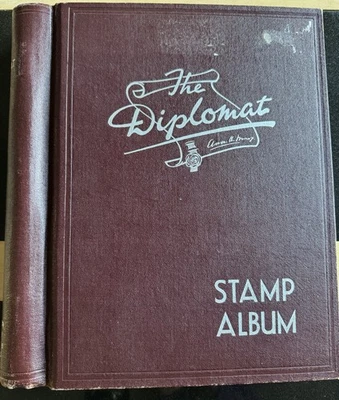 The
Diplomat
STAMP
ALBUM